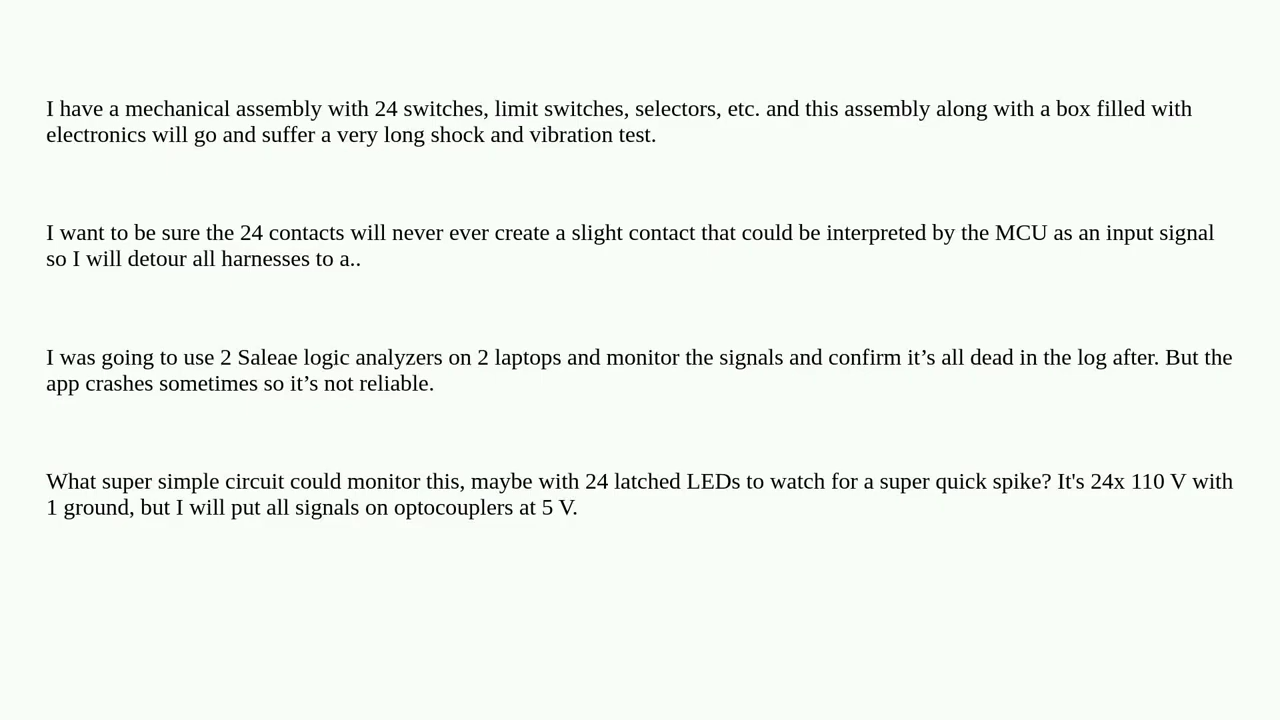 I have a mechanical assembly with 24 switches, limit switches, selectors, etc. and this assembly along with a box filled with
electronics will go and suffer a very long shock and vibration test.
I want to be sure the 24 contacts will never ever create a slight contact that could be interpreted by the MCU as an input signal
so I will detour all harnesses to a..
I was going to use 2 Saleae logic analyzers on 2 laptops and monitor the signals and confirm it’s all dead in the log after. But the
app crashes sometimes so it’s not reliable.
What super simple circuit could monitor this, maybe with 24 latched LEDs to watch for a super quick spike? It's 24x 110 V with
1 ground, but I will put all signals on optocouplers at 5 V.